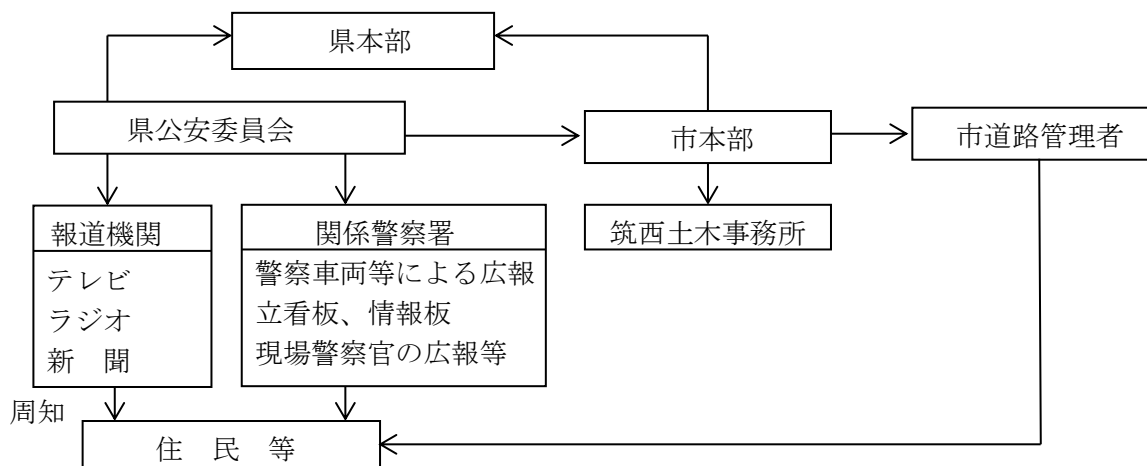 県本部
県公安委員会
市本部
市道路管理者
報道機関
テレビ
ラジオ
新　聞
関係警察署
警察車両等による広報
立看板、情報板
現場警察官の広報等
筑西土木事務所
周知
住　民　等